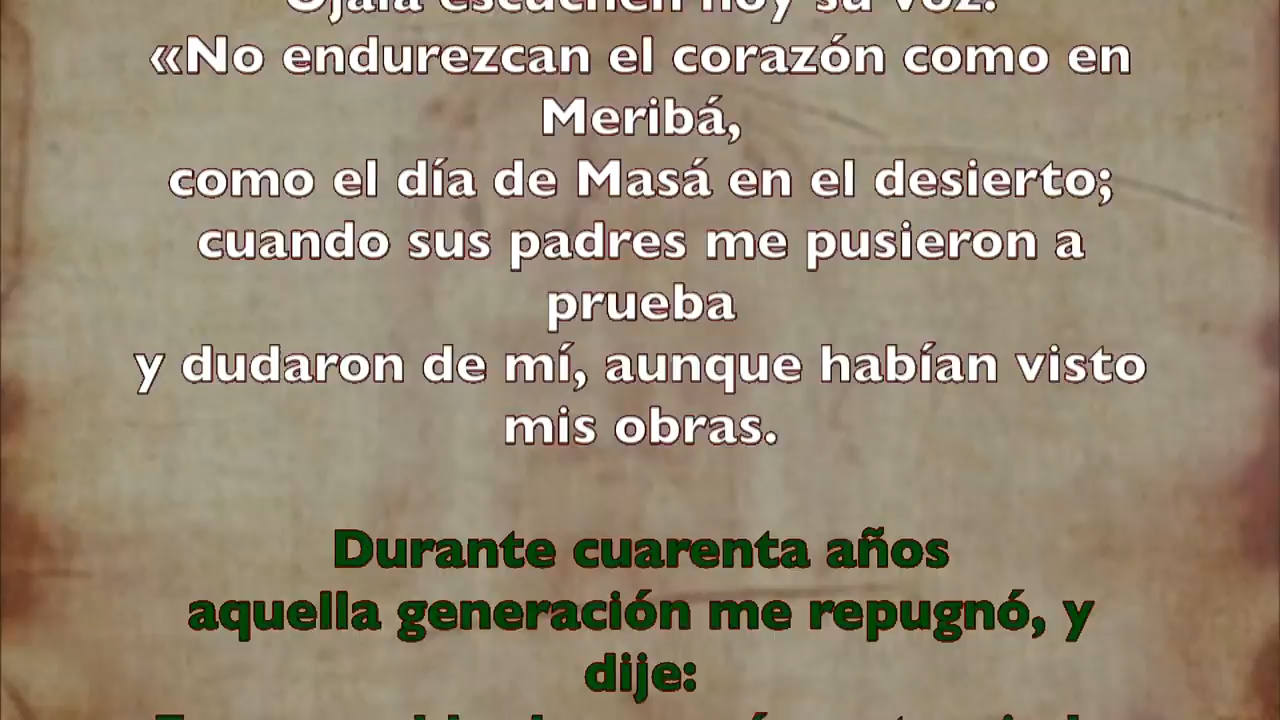 Ojalá escuchen hoy su voz:
«No endurezcan el corazón como en
Meribá,
como el día de Masá en el desierto;
cuando sus padres me pusieron a
prueba
y dudaron de mí, aunque habían visto
mis obras.
Durante cuarenta años
aquella generación me repugnó, y
dije: